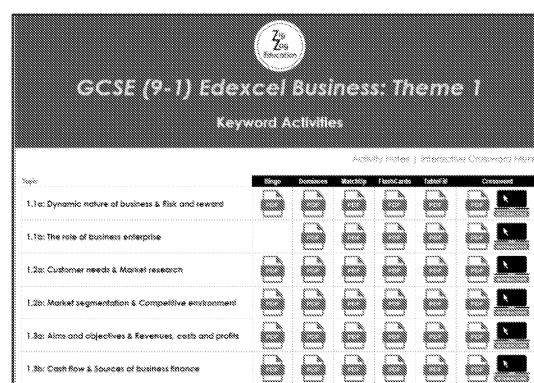 Zig
Zag
Education
GCSE (9-1) Edexcel Business: Theme 1
Keyword Activities
Activity Notes | Interactive Crossword Menu
Topic Bingo Dominoes MatchUp FlashCards TableFill Crossword
1.1a: Dynamic nature of business & Risk and reward
1.1b: The role of business enterprise
1.2a: Customer needs & Market research
1.2b: Market segmentation & Competitive environment
1.3a: Aims and objectives & Revenues, costs and profits
1.3b: Cash flow & Sources of business finance